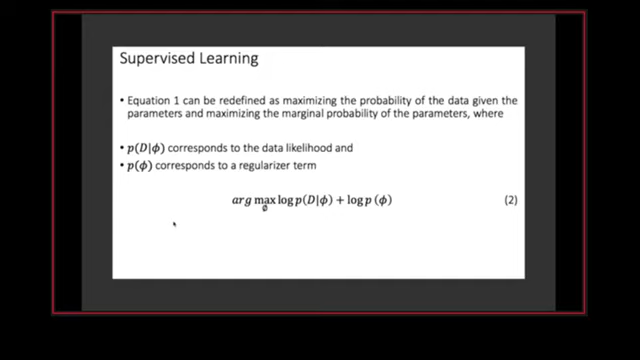 Supervised Learning
• Equation 1 can be redefined as maximizing the probability of the data given the
parameters and maximizing the marginal probability of the parameters, where
• p(D|ϕ) corresponds to the data likelihood and
• p(ϕ) corresponds to a regularizer term
arg max log p(D|ϕ) + log p (ϕ) (2)
ϕ